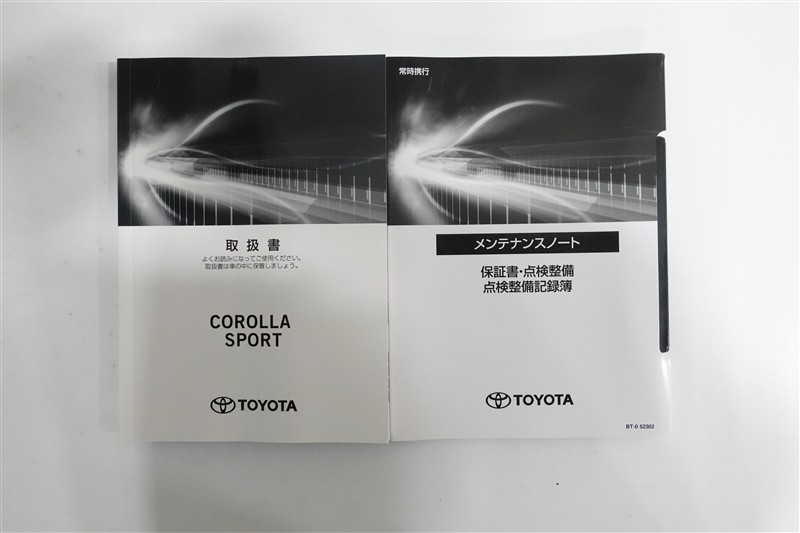 取扱書
よくお読みになってご使用ください。
取扱書は車の中に保管しましょう。
COROLLA
SPORT
TOYOTA
常時携行
メンテナンスノート
保証書・点検整備
点検整備記録簿
TOYOTA
BT-0 52302